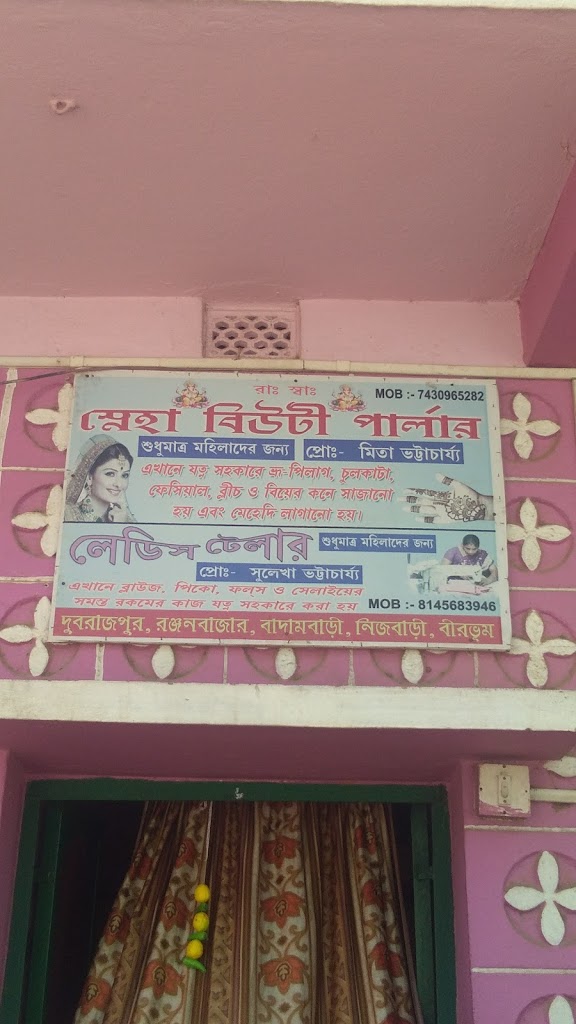 রাঃ স্বাঃ
MOB :- 7430965282
স্নেহা বিউটী পার্লার
শুধুমাত্র মহিলাদের জন্য প্রোঃ- মিতা ভট্টাচার্য্য
এখানে যত্ন সহকারে ভ্রূ-পিলাগ, চুলকাট্টা,
ফেসিয়াল, ব্লীচ ও বিয়ের কনে সাজানো
হয় এবং মেহেদি লাগানো হয়।
লেডিস টেলার শুধুমাত্র মহিলাদের জন্য
প্রোঃ- সুলেখা ভট্টাচার্য্য
এখানে ব্লাউজ, পিকো, ফলস ও সেলাইয়ের
সমস্ত রকমের কাজ যত্ন সহকারে করা হয় MOB :- 8145683946
দুবরাজপুর, রঞ্জনবাজার, বাদামবাড়ী, নিজবাড়ী, বীরভূম